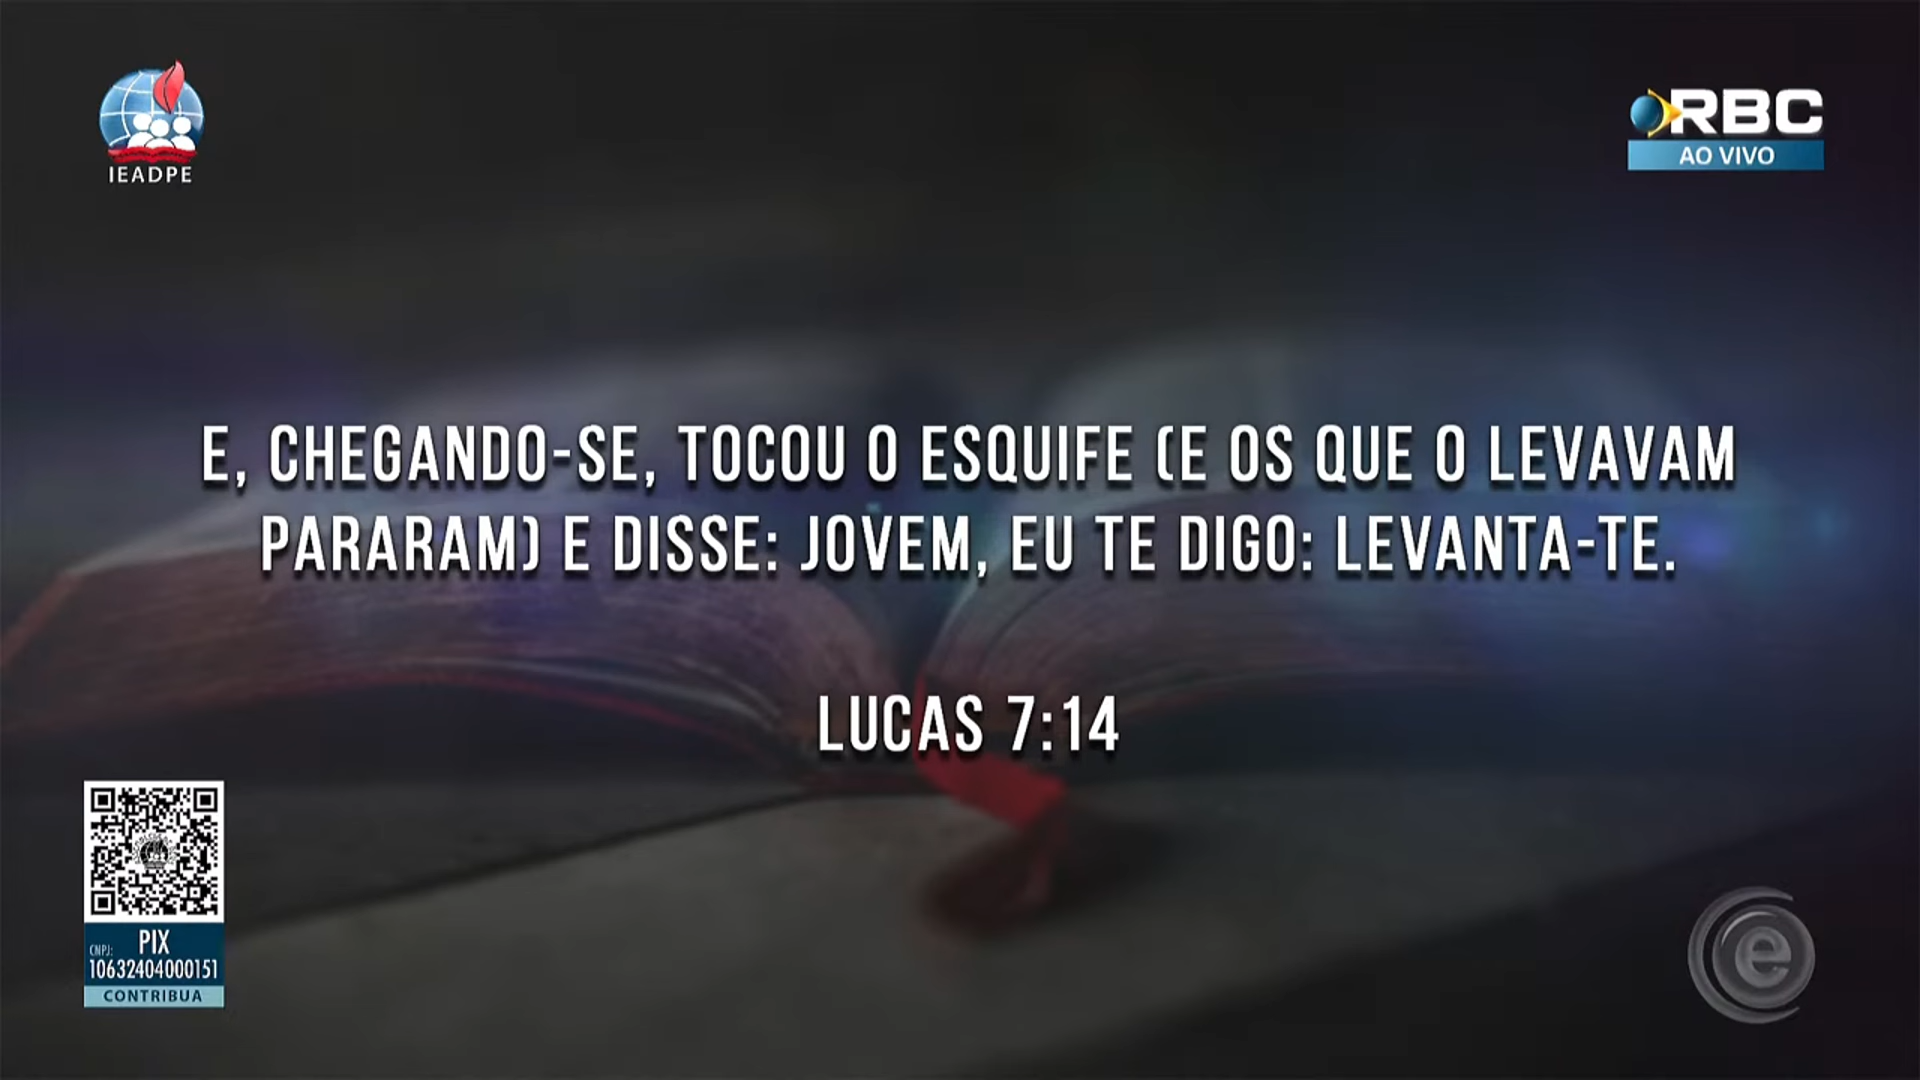 IEADPE
RBC
AO VIVO
E, CHEGANDO-SE, TOCOU O ESQUIFE (E OS QUE O LEVAVAM
PARARAM) E DISSE: JOVEM, EU TE DIGO: LEVANTA-TE.
LUCAS 7:14
CNPJ: PIX
10632404000151
CONTRIBUA
e